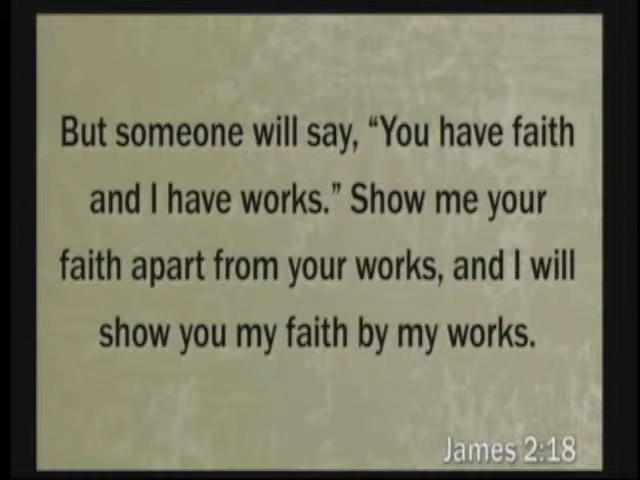 But someone will say, “You have faith
and I have works.” Show me your
faith apart from your works, and I will
show you my faith by my works.
James 2:18